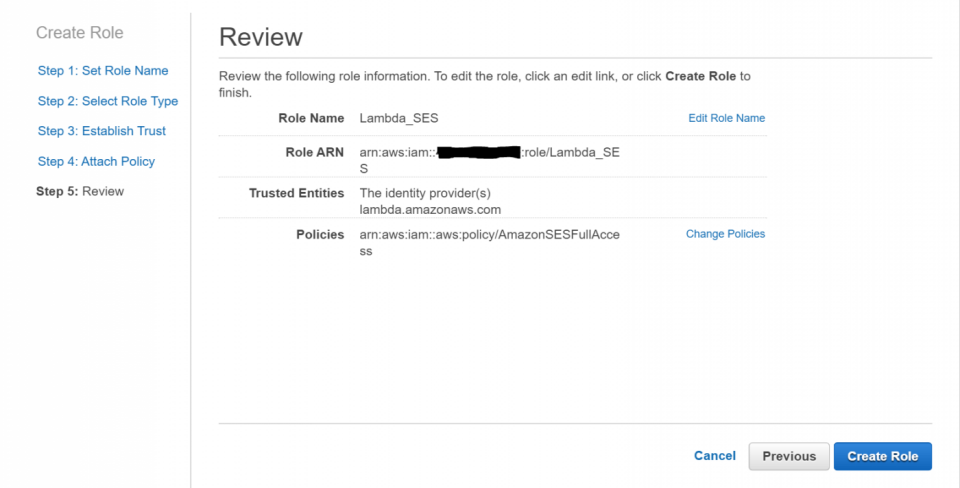 Create Role
Step 1: Set Role Name
Step 2: Select Role Type
Step 3: Establish Trust
Step 4: Attach Policy
Step 5: Review
Review
Review the following role information. To edit the role, click an edit link, or click Create Role to
finish.
Role Name Lambda_SES Edit Role Name
Role ARN arn:aws:iam:: :role/Lambda_SE
S
Trusted Entities The identity provider(s)
lambda.amazonaws.com
Policies arn:aws:iam::aws:policy/AmazonSESFullAcce Change Policies
ss
Cancel Previous Create Role